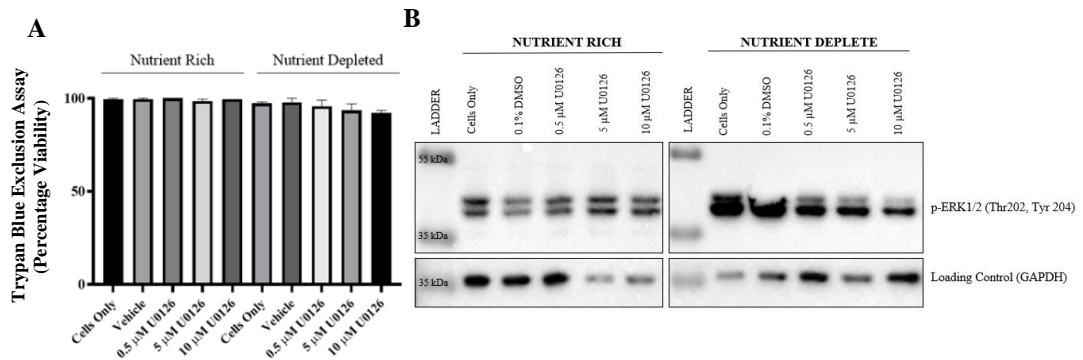 A
Nutrient Rich
Nutrient Depleted
Trypan Blue Exclusion Assay
(Percentage Viability)
100
50
0
Cells Only
Vehicle
0.5 µM U0126
5 µM U0126
10 µM U0126
Cells Only
Vehicle
0.5 µM U0126
5 µM U0126
10 µM U0126
B
NUTRIENT RICH
NUTRIENT DEPLETE
LADDER
Cells Only
0.1% DMSO
0.5 µM U0126
5 µM U0126
10 µM U0126
LADDER
Cells Only
0.1% DMSO
0.5 µM U0126
5 µM U0126
10 µM U0126
55 kDa
35 kDa
p-ERK1/2 (Thr202, Tyr 204)
35 kDa
Loading Control (GAPDH)